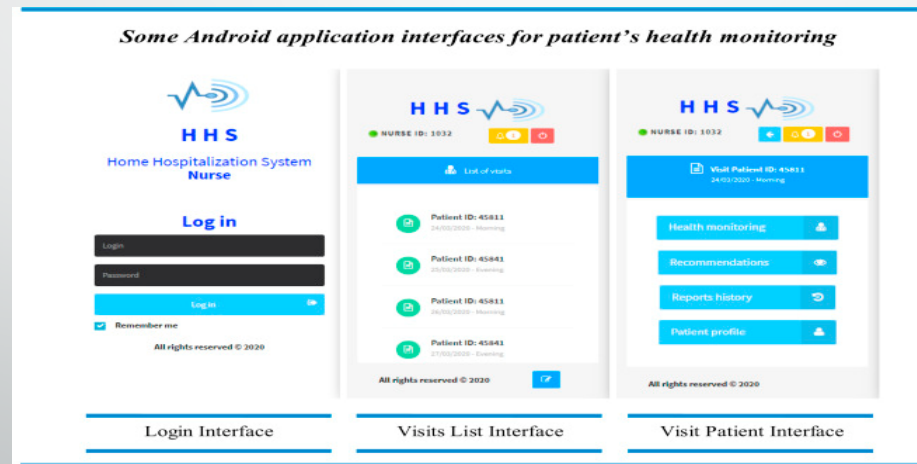 Some Android application interfaces for patient's health monitoring
H H S
Home Hospitalization System
Nurse
Log in
Login
Password
Log in
Remember me
All rights reserved © 2020
Login Interface
H H S
NURSE ID: 1032
1
List of visits
Patient ID: 45811
24/03/2020 - Morning
Patient ID: 45841
25/03/2020 - Evening
Patient ID: 45811
26/03/2020 - Morning
Patient ID: 45841
27/03/2020 - Evening
All rights reserved © 2020
Visits List Interface
H H S
NURSE ID: 1032
1
Visit Patient ID: 45811
24/03/2020 - Morning
Health monitoring
Recommendations
Reports history
Patient profile
All rights reserved © 2020
Visit Patient Interface